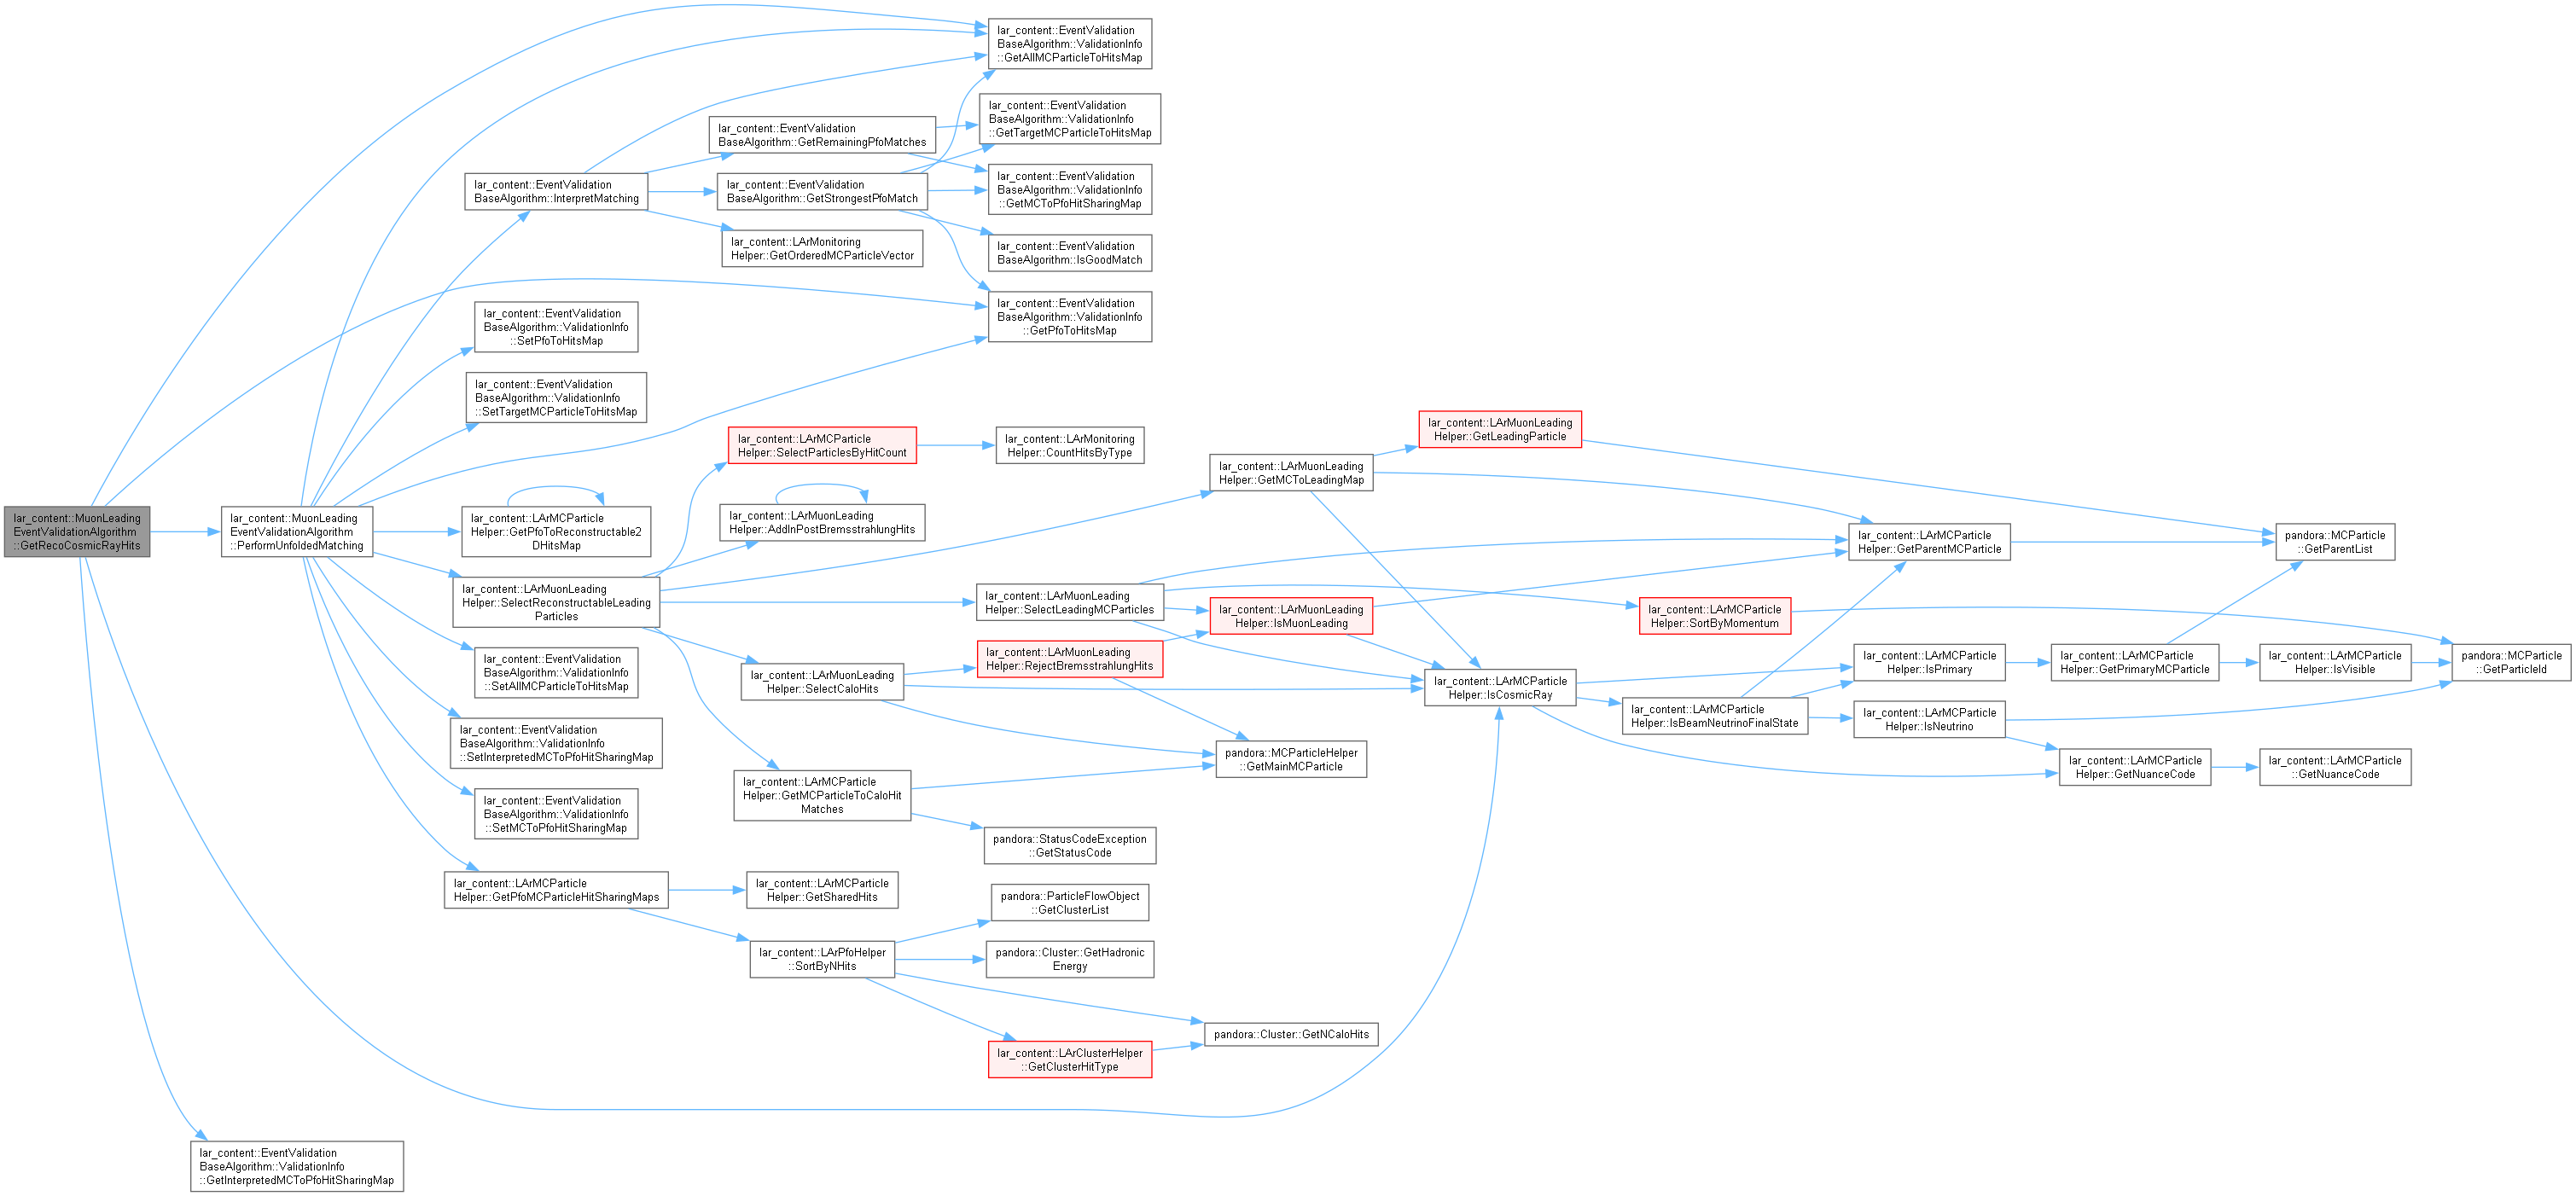 lar_content::MuonLeading
EventValidationAlgorithm
::GetRecoCosmicRayHits
lar_content::MuonLeading
EventValidationAlgorithm
::PerformUnfoldedMatching
lar_content::EventValidation
BaseAlgorithm::ValidationInfo
::GetInterpretedMCToPfoHitSharingMap
lar_content::EventValidation
BaseAlgorithm::InterpretMatching
lar_content::EventValidation
BaseAlgorithm::ValidationInfo
::SetPfoToHitsMap
lar_content::EventValidation
BaseAlgorithm::ValidationInfo
::SetTargetMCParticleToHitsMap
lar_content::LArMCParticle
Helper::GetPfoToReconstructable2
DHitsMap
lar_content::LArMuonLeading
Helper::SelectReconstructableLeading
Particles
lar_content::EventValidation
BaseAlgorithm::ValidationInfo
::SetAllMCParticleToHitsMap
lar_content::EventValidation
BaseAlgorithm::ValidationInfo
::SetInterpretedMCToPfoHitSharingMap
lar_content::EventValidation
BaseAlgorithm::ValidationInfo
::SetMCToPfoHitSharingMap
lar_content::LArMCParticle
Helper::GetPfoMCParticleHitSharingMaps
lar_content::EventValidation
BaseAlgorithm::GetRemainingPfoMatches
lar_content::EventValidation
BaseAlgorithm::GetStrongestPfoMatch
lar_content::LArMonitoring
Helper::GetOrderedMCParticleVector
lar_content::LArMCParticle
Helper::SelectParticlesByHitCount
lar_content::LArMuonLeading
Helper::AddInPostBremsstrahlungHits
lar_content::LArMuonLeading
Helper::SelectCaloHits
lar_content::LArMCParticle
Helper::GetMCParticleToCaloHit
Matches
lar_content::LArMCParticle
Helper::GetSharedHits
lar_content::LArPfoHelper
::SortByNHits
lar_content::EventValidation
BaseAlgorithm::ValidationInfo
::GetAllMCParticleToHitsMap
lar_content::EventValidation
BaseAlgorithm::ValidationInfo
::GetTargetMCParticleToHitsMap
lar_content::EventValidation
BaseAlgorithm::ValidationInfo
::GetMCToPfoHitSharingMap
lar_content::EventValidation
BaseAlgorithm::IsGoodMatch
lar_content::EventValidation
BaseAlgorithm::ValidationInfo
::GetPfoToHitsMap
lar_content::LArMonitoring
Helper::CountHitsByType
lar_content::LArMuonLeading
Helper::SelectLeadingMCParticles
lar_content::LArMuonLeading
Helper::RejectBremsstrahlungHits
pandora::StatusCodeException
::GetStatusCode
pandora::ParticleFlowObject
::GetClusterList
pandora::Cluster::GetHadronic
Energy
lar_content::LArClusterHelper
::GetClusterHitType
lar_content::LArMuonLeading
Helper::GetMCToLeadingMap
lar_content::LArMuonLeading
Helper::IsMuonLeading
pandora::MCParticleHelper
::GetMainMCParticle
pandora::Cluster::GetNCaloHits
lar_content::LArMuonLeading
Helper::GetLeadingParticle
lar_content::LArMCParticle
Helper::IsCosmicRay
lar_content::LArMCParticle
Helper::SortByMomentum
lar_content::LArMCParticle
Helper::IsBeamNeutrinoFinalState
lar_content::LArMCParticle
Helper::GetParentMCParticle
lar_content::LArMCParticle
Helper::IsPrimary
lar_content::LArMCParticle
Helper::IsNeutrino
lar_content::LArMCParticle
Helper::GetPrimaryMCParticle
lar_content::LArMCParticle
Helper::GetNuanceCode
pandora::MCParticle
::GetParentList
lar_content::LArMCParticle
Helper::IsVisible
lar_content::LArMCParticle
::GetNuanceCode
pandora::MCParticle
::GetParticleId